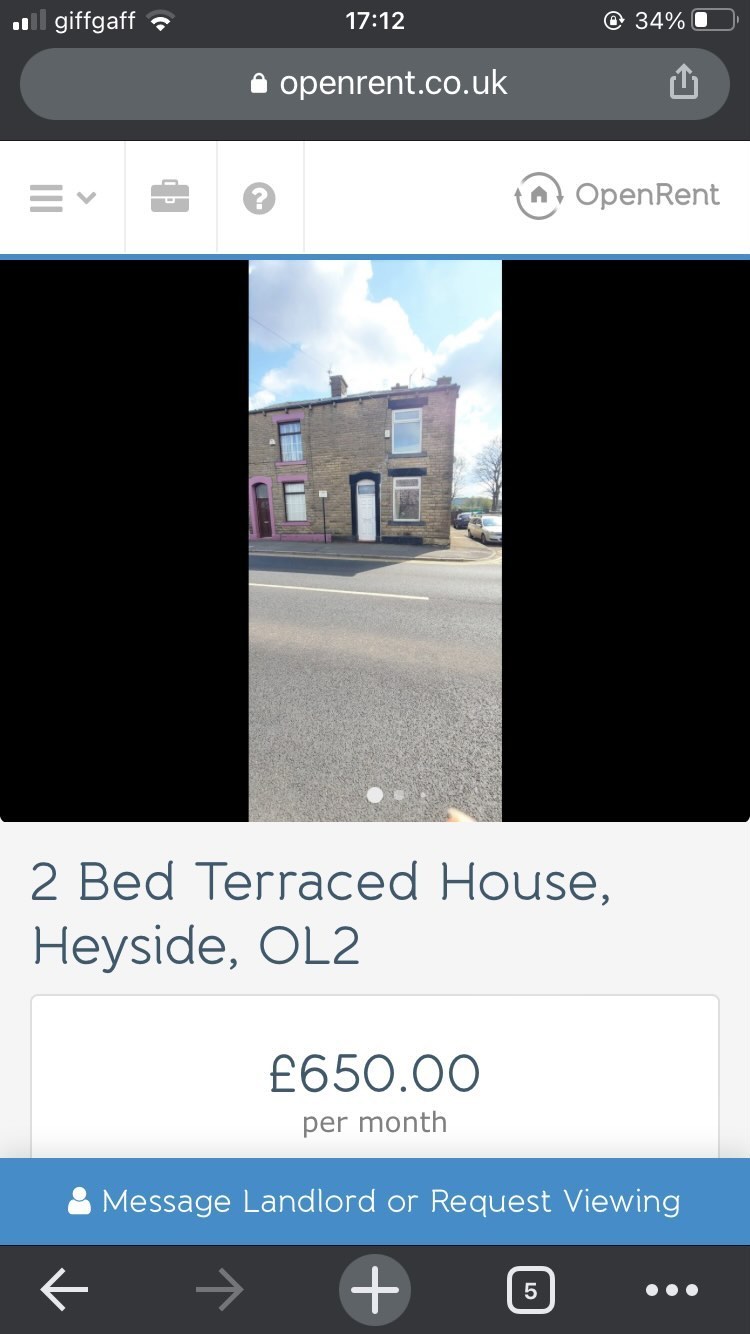 giffgaff 17:12 34%
openrent.co.uk
? OpenRent
2 Bed Terraced House,
Heyside, OL2
£650.00
per month
Message Landlord or Request Viewing
5